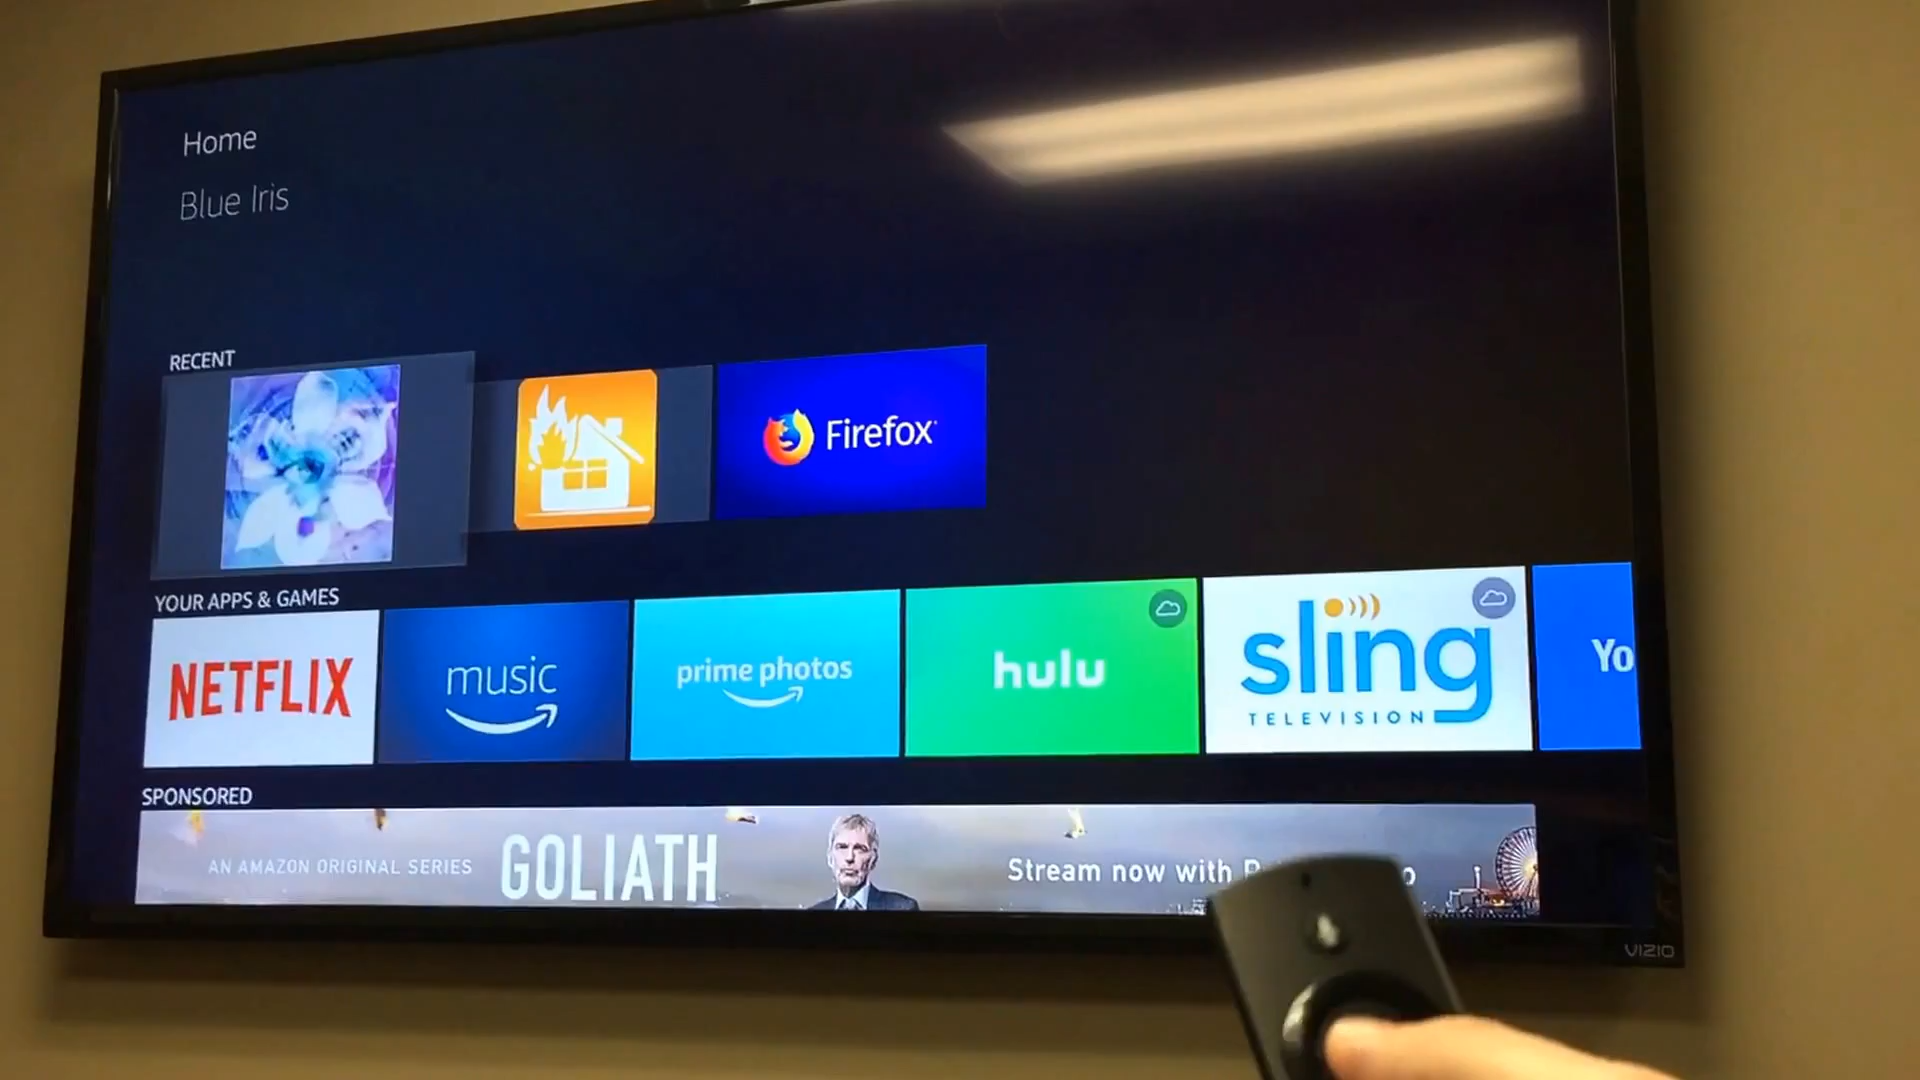 Home
Blue Iris
RECENT
Firefox
YOUR APPS & GAMES
NETFLIX
music
prime photos
hulu
sling
TELEVISION
Yo
SPONSORED
AN AMAZON ORIGINAL SERIES
GOLIATH
Stream now with
VIZIO